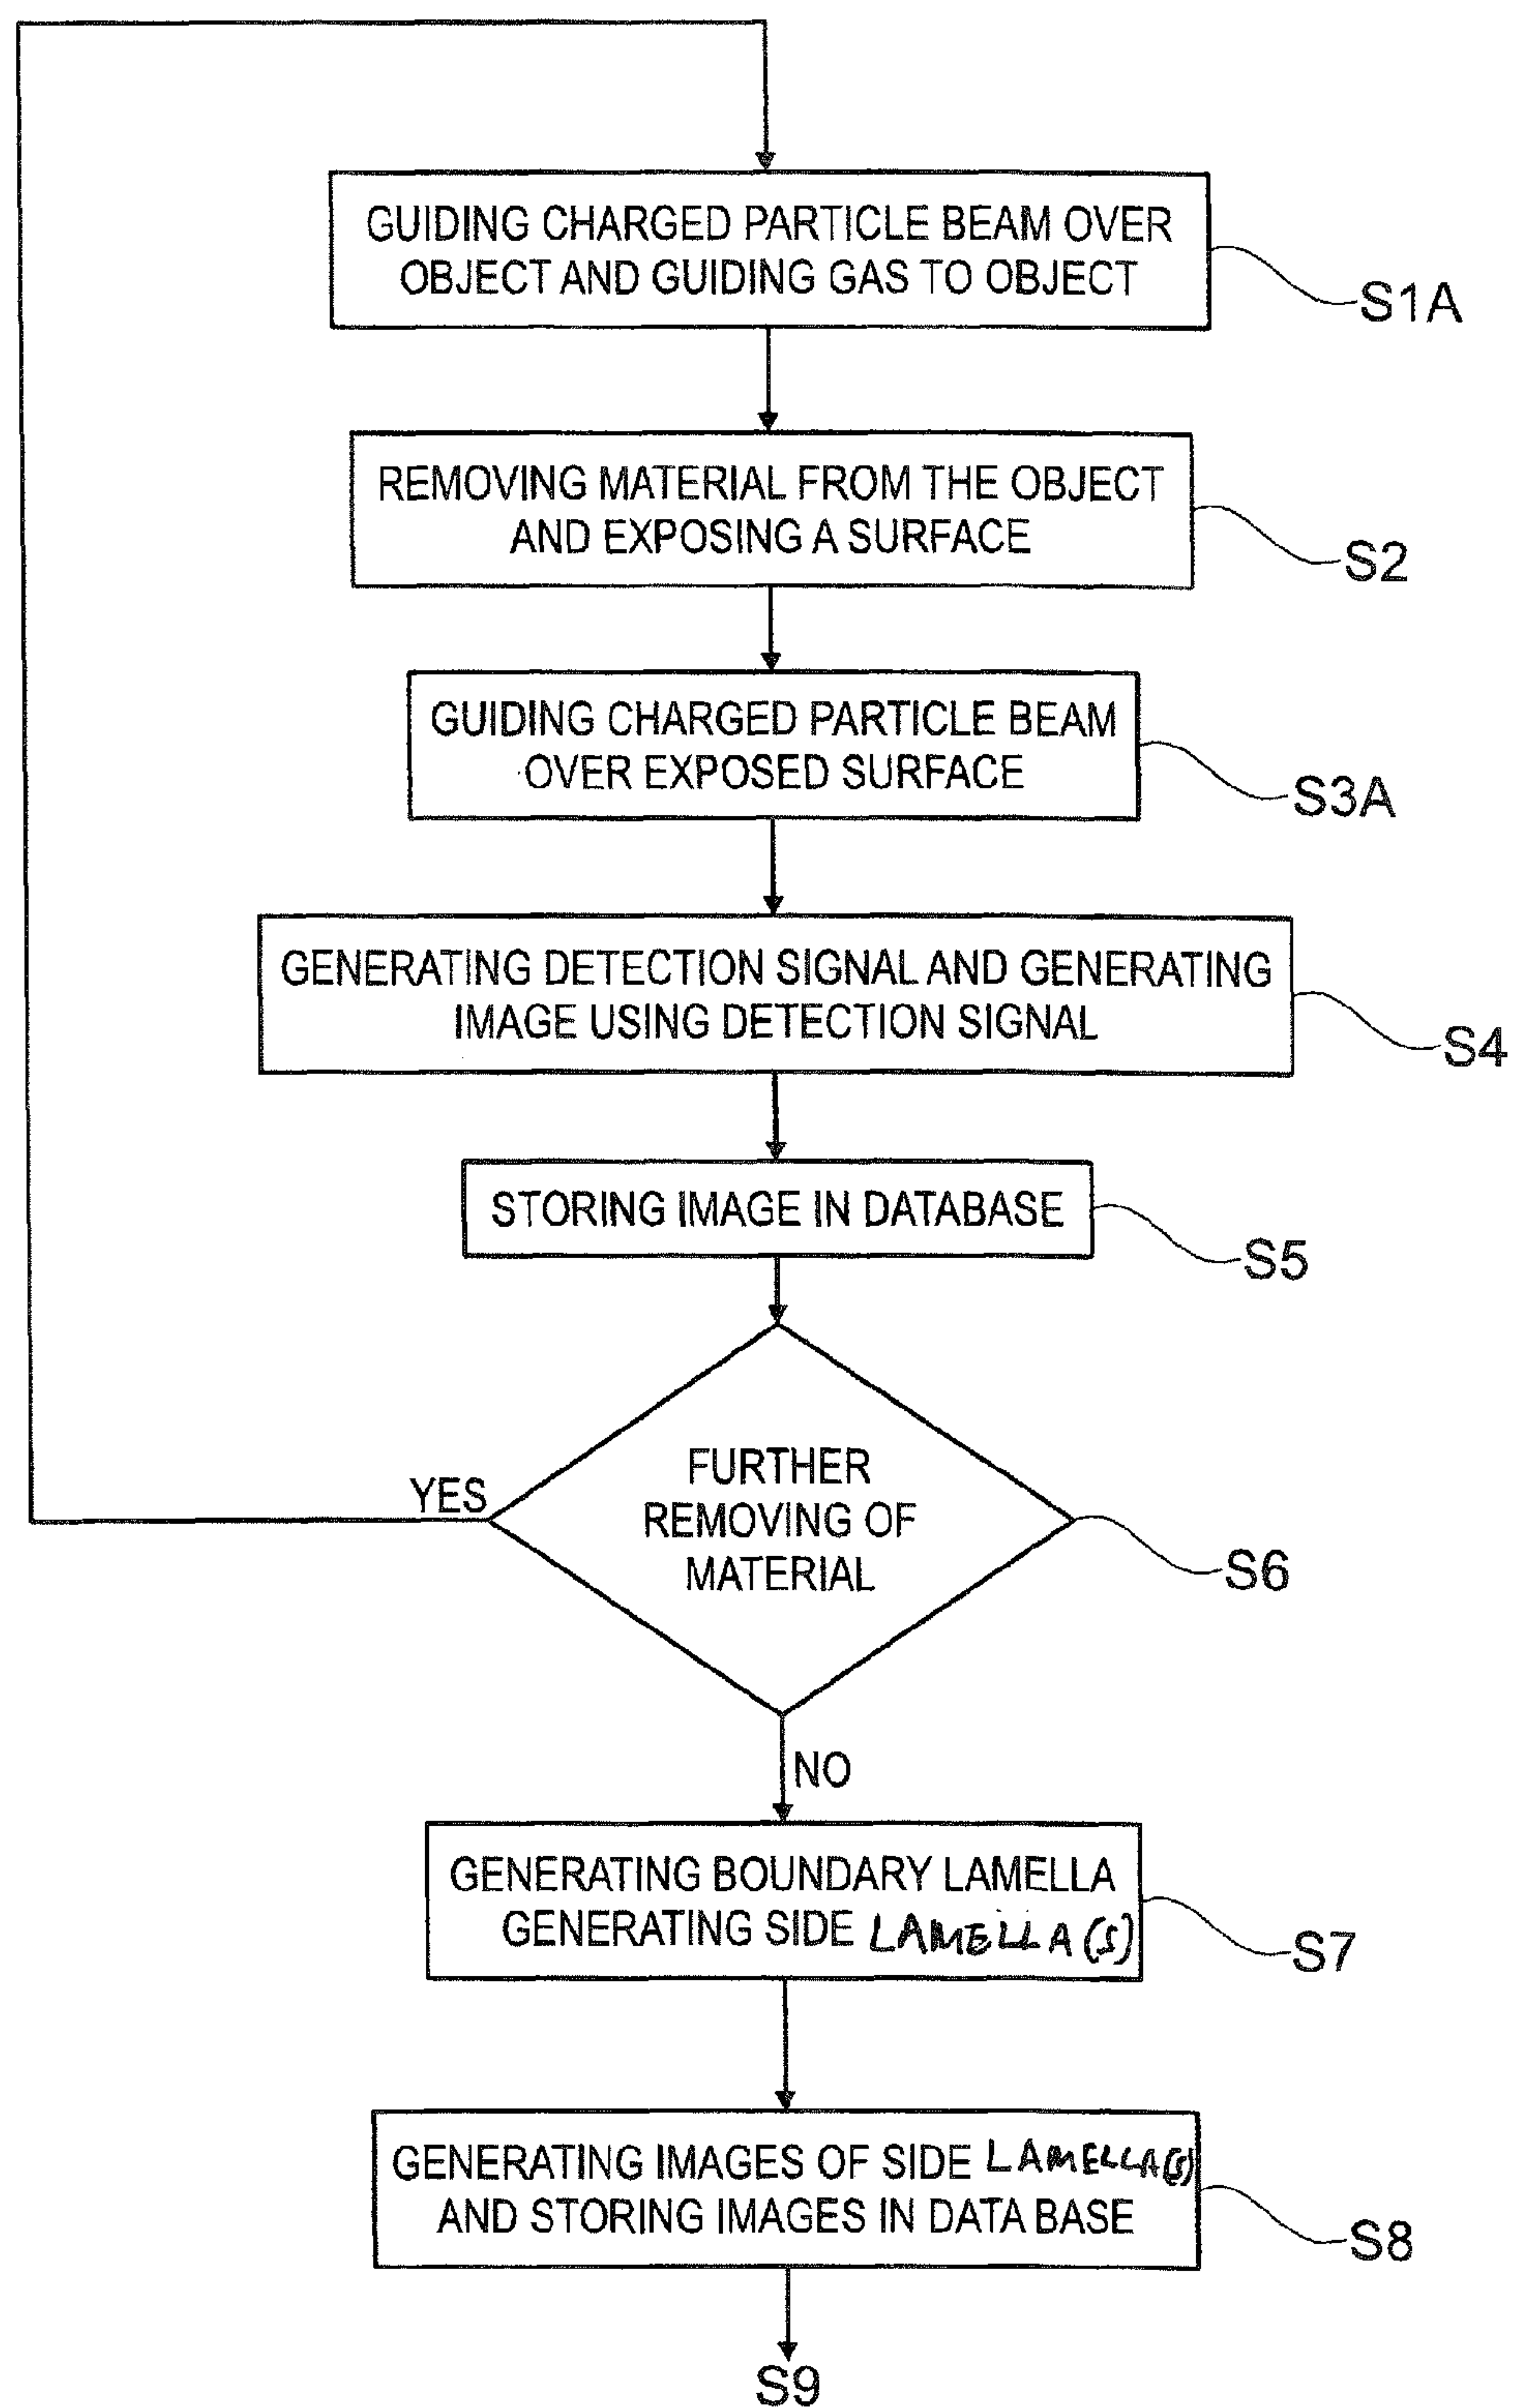 GUIDING CHARGED PARTICLE BEAM OVER
OBJECT AND GUIDING GAS TO OBJECT
S1A
REMOVING MATERIAL FROM THE OBJECT
AND EXPOSING A SURFACE
S2
GUIDING CHARGED PARTICLE BEAM
OVER EXPOSED SURFACE
S3A
GENERATING DETECTION SIGNAL AND GENERATING
IMAGE USING DETECTION SIGNAL
S4
STORING IMAGE IN DATABASE
S5
FURTHER
REMOVING OF
MATERIAL
YES
S6
NO
GENERATING BOUNDARY LAMELLA
GENERATING SIDE LAMELLA(S)
S7
GENERATING IMAGES OF SIDE LAMELLA(S)
AND STORING IMAGES IN DATA BASE
S8
S9